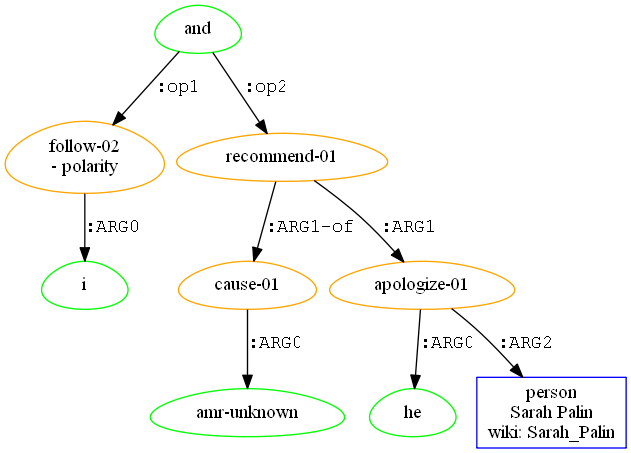 and
:op1
:op2
follow-02
- polarity
recommend-01
:ARG0
:ARG1-of
:ARG1
i
cause-01
apologize-01
:ARG0
:ARG0
:ARG2
amr-unknown
he
person
Sarah Palin
wiki: Sarah_Palin